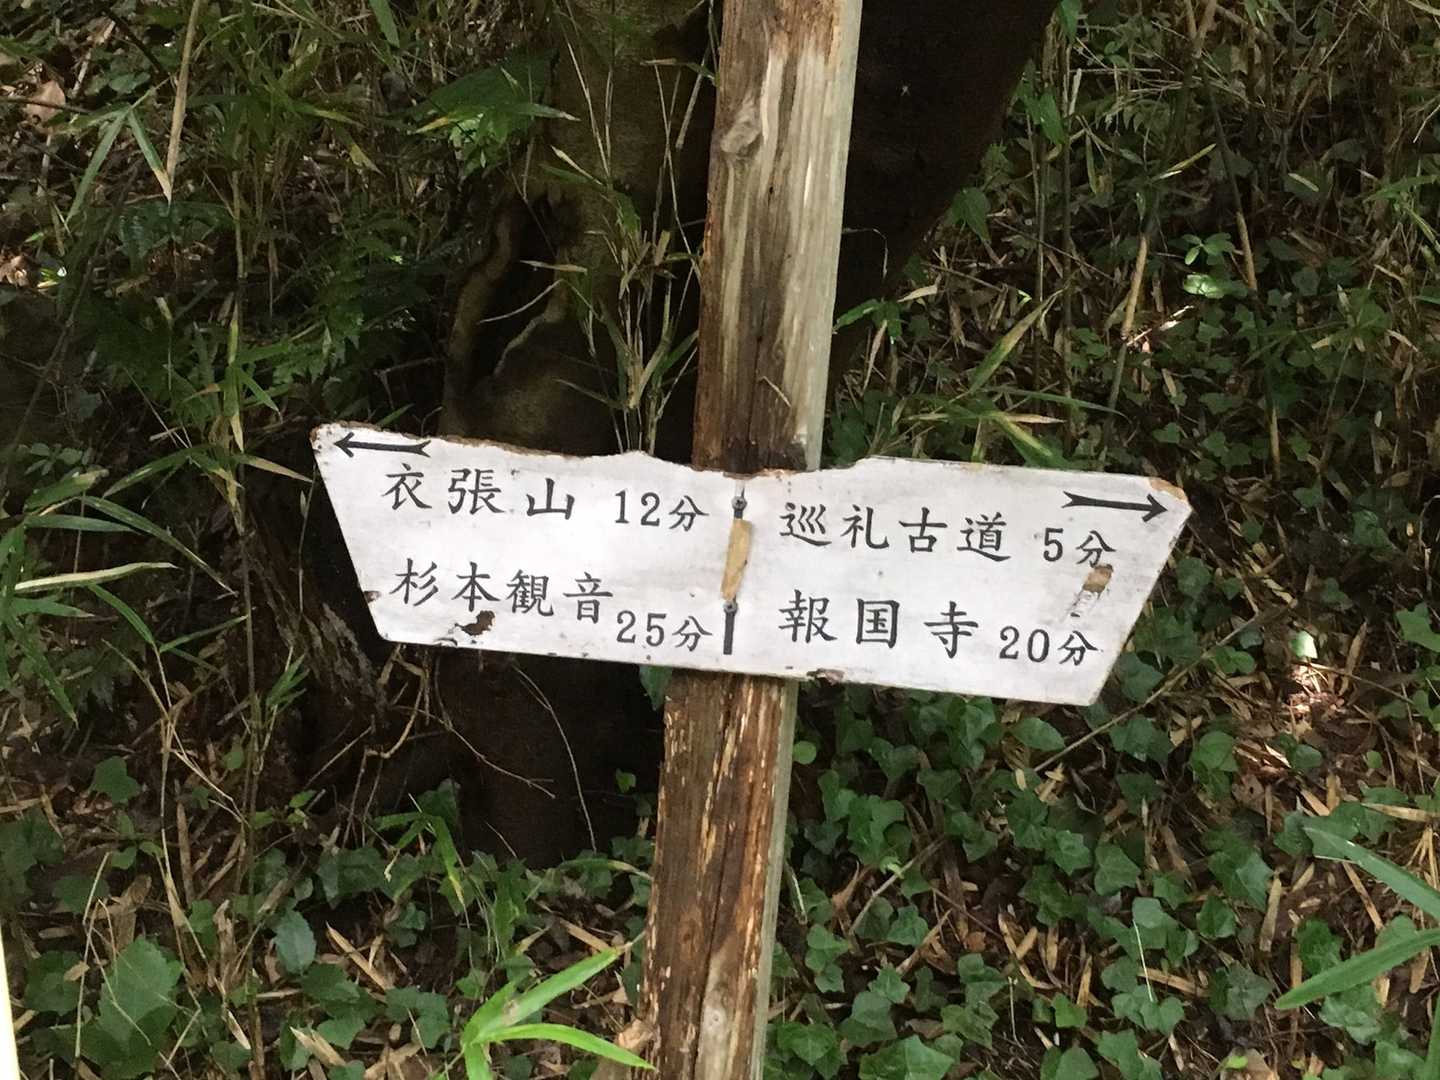 衣張山 12分
杉本観音 25分
巡礼古道 5分
報国寺 20分